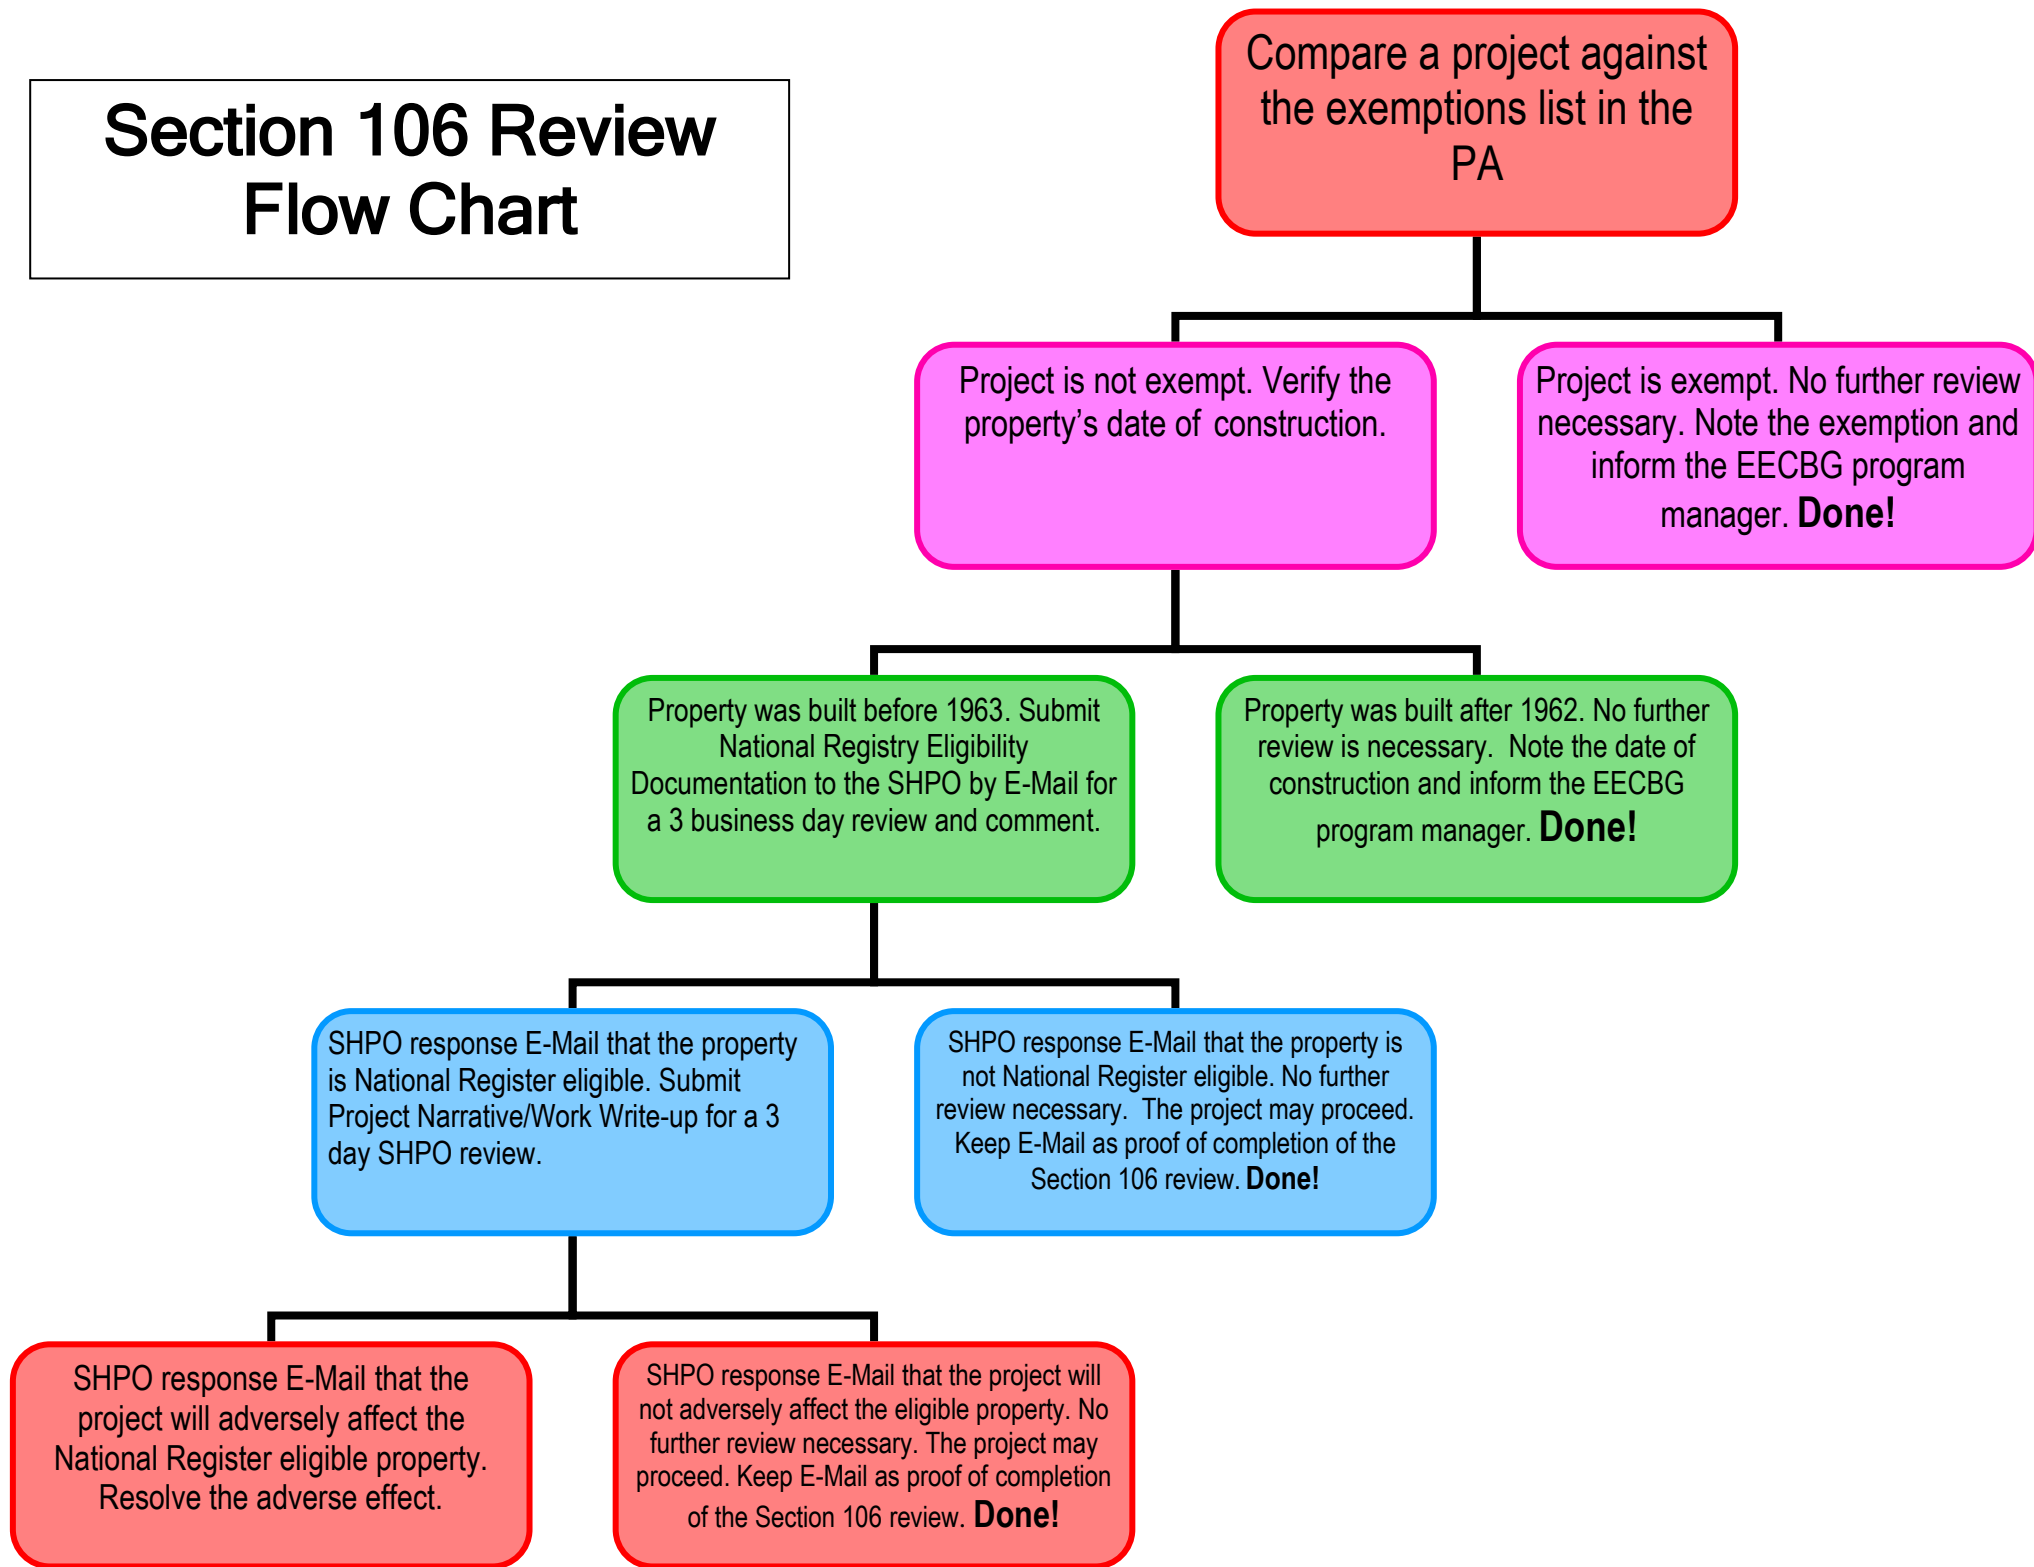 Section 106 Review
Flow Chart
Compare a project against
the exemptions list in the
PA
Project is not exempt. Verify the
property’s date of construction.
Project is exempt. No further review
necessary. Note the exemption and
inform the EECBG program
manager. Done!
Property was built before 1963. Submit
National Registry Eligibility
Documentation to the SHPO by E-Mail for
a 3 business day review and comment.
Property was built after 1962. No further
review is necessary.  Note the date of
construction and inform the EECBG
program manager. Done!
SHPO response E-Mail that the property
is National Register eligible. Submit
Project Narrative/Work Write-up for a 3
day SHPO review.
SHPO response E-Mail that the property is
not National Register eligible. No further
review necessary.  The project may proceed.
Keep E-Mail as proof of completion of the
Section 106 review. Done!
SHPO response E-Mail that the
project will adversely affect the
National Register eligible property.
Resolve the adverse effect.
SHPO response E-Mail that the project will
not adversely affect the eligible property. No
further review necessary. The project may
proceed. Keep E-Mail as proof of completion
of the Section 106 review. Done!